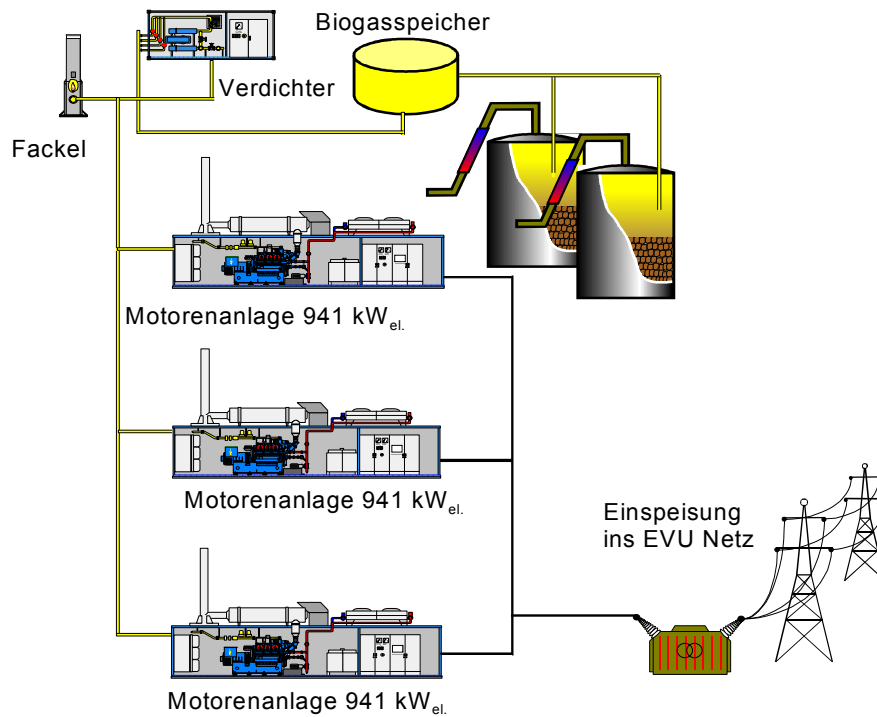 Biogasspeicher
Verdichter
Fackel
Motorenanlage 941 kWel.
Motorenanlage 941 kWel.
Einspeisung
ins EVU Netz
Motorenanlage 941 kWel.